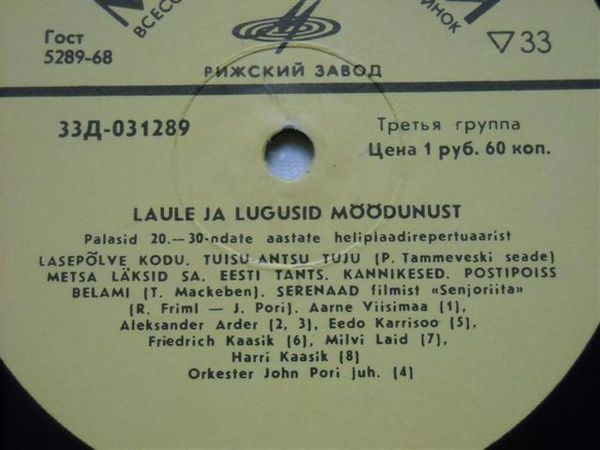 Гост
5289-68
▽33
РИЖСКИЙ ЗАВОД
33Д-031289
Третья группа
Цена 1 руб. 60 коп.
LAULE JA LUGUSID MÖÖDUNUST
Palasid 20.—30-ndate aastate heliplaadirepertuaarist
LASEPÕLVE KODU. TUISU-ANTSU TUJU (P. Tammeveski seade)
METSA LÄKSID SA. EESTI TANTS. KANNIKESED. POSTIPOISS
BELAMI (T. Mackeben). SERENAAD filmist «Senjoriita»
(R. Friml — J. Pori). Aarne Viisimaa (1),
Aleksander Arder (2, 3), Eedo Karrisoo (5),
Friedrich Kaasik (6), Milvi Laid (7),
Harri Kaasik (8)
Orkester John Pori juh. (4)